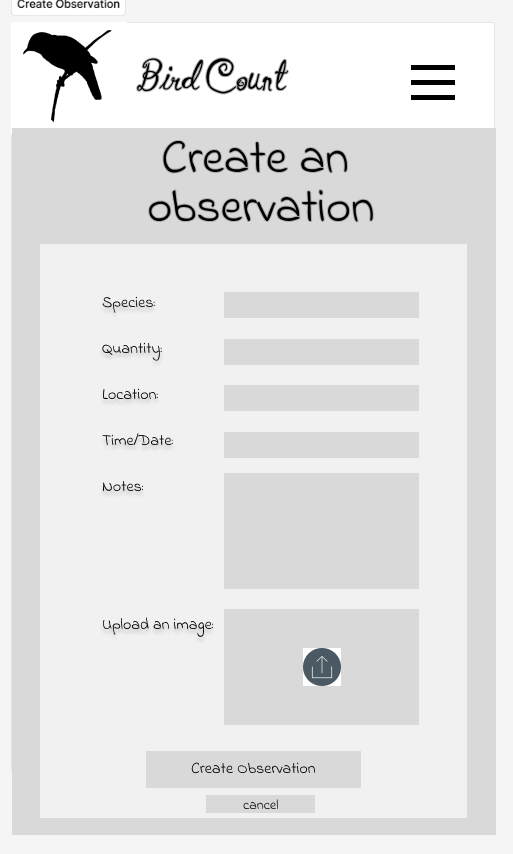 Create Observation
Bird Count
Create an
observation
Species:
Quantity:
Location:
Time/Date:
Notes:
Upload an image:
Create Observation
cancel